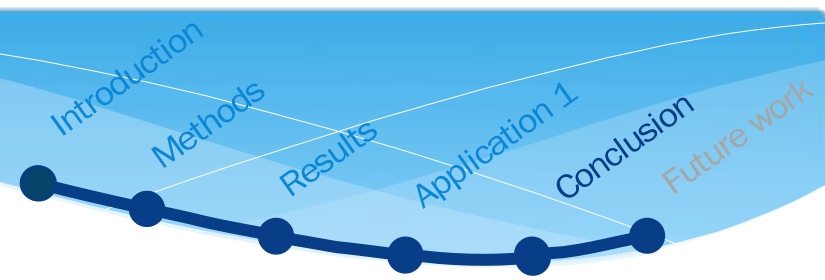 Introduction
Methods
Results
Application 1
Conclusion
Future work